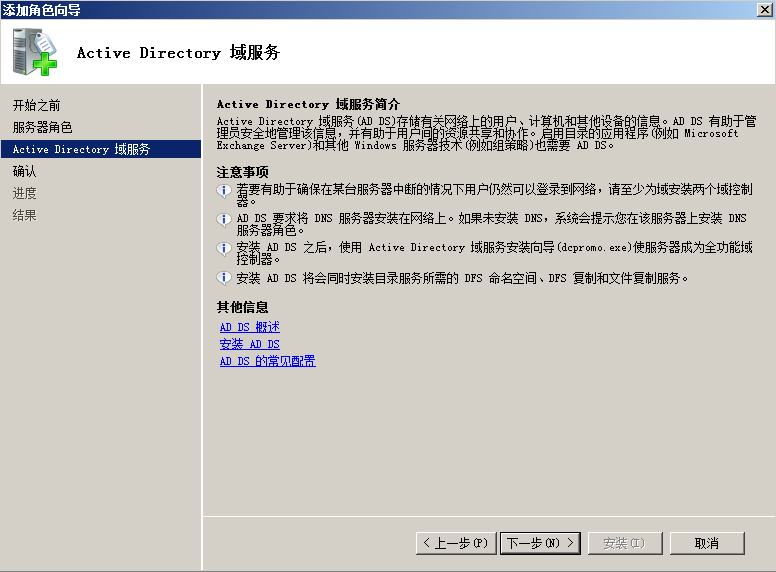 添加角色向导
Active Directory 域服务
开始之前
服务器角色
Active Directory 域服务
确认
进度
结果
Active Directory 域服务简介
Active Directory 域服务(AD DS)存储有关网络上的用户、计算机和其他设备的信息。AD DS 有助于管
理员安全地管理该信息，并有助于用户间的资源共享和协作。启用目录的应用程序(例如 Microsoft
Exchange Server)和其他 Windows 服务器技术(例如组策略)也需要 AD DS。
注意事项
若要有助于确保在某台服务器中断的情况下用户仍然可以登录到网络，请至少为域安装两个域控制
器。
AD DS 要求将 DNS 服务器安装在网络上。如果未安装 DNS，系统会提示您在该服务器上安装 DNS
服务器角色。
安装 AD DS 之后，使用 Active Directory 域服务安装向导(dcpromo.exe)使服务器成为全功能域
控制器。
安装 AD DS 将会同时安装目录服务所需的 DFS 命名空间、DFS 复制和文件复制服务。
其他信息
AD DS 概述
安装 AD DS
AD DS 的常见配置
< 上一步(P)
下一步(N) >
安装(I)
取消